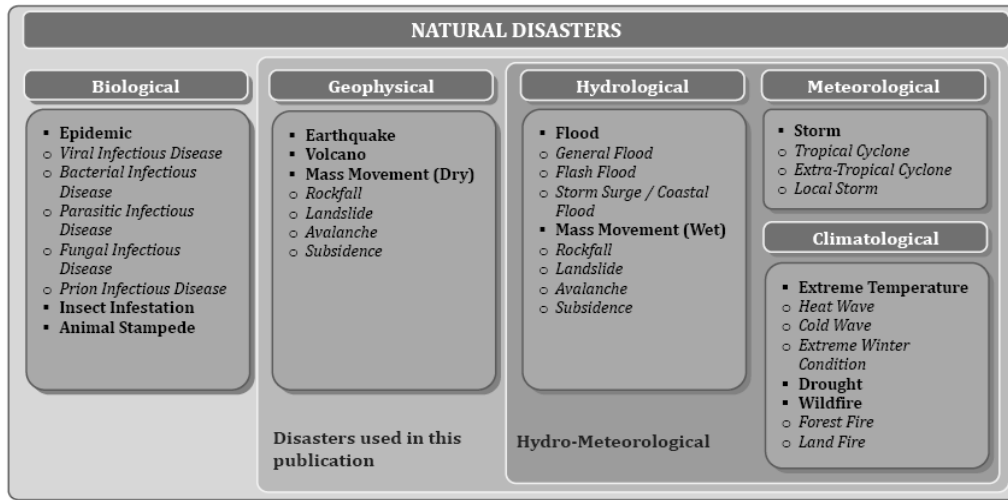 NATURAL DISASTERS
Biological
▪ Epidemic
○ Viral Infectious Disease
○ Bacterial Infectious
Disease
○ Parasitic Infectious
Disease
○ Fungal Infectious
Disease
○ Prion Infectious Disease
▪ Insect Infestation
▪ Animal Stampede
Geophysical
▪ Earthquake
▪ Volcano
▪ Mass Movement (Dry)
○ Rockfall
○ Landslide
○ Avalanche
○ Subsidence
Disasters used in this
publication
Hydrological
▪ Flood
○ General Flood
○ Flash Flood
○ Storm Surge / Coastal
Flood
▪ Mass Movement (Wet)
○ Rockfall
○ Landslide
○ Avalanche
○ Subsidence
Hydro-Meteorological
Meteorological
▪ Storm
○ Tropical Cyclone
○ Extra-Tropical Cyclone
○ Local Storm
Climatological
▪ Extreme Temperature
○ Heat Wave
○ Cold Wave
○ Extreme Winter
Condition
▪ Drought
▪ Wildfire
○ Forest Fire
○ Land Fire